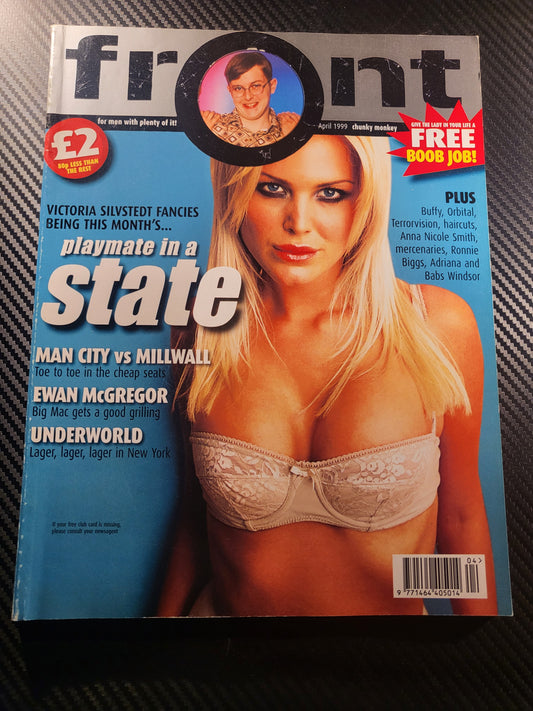 front
for men with plenty of it!
April 1999 chunky monkey
£2
80p LESS THAN
THE REST
GIVE THE LADY IN YOUR LIFE A
FREE
BOOB JOB!
VICTORIA SILVSTEDT FANCIES
BEING THIS MONTH'S...
playmate in a
state
PLUS
Buffy, Orbital,
Terrorvision, haircuts,
Anna Nicole Smith,
mercenaries, Ronnie
Biggs, Adriana and
Babs Windsor
MAN CITY vs MILLWALL
Toe to toe in the cheap seats
EWAN McGREGOR
Big Mac gets a good grilling
UNDERWORLD
Lager, lager, lager in New York
If your free club card is missing,
please consult your newsagent
04>
9 771464 405014